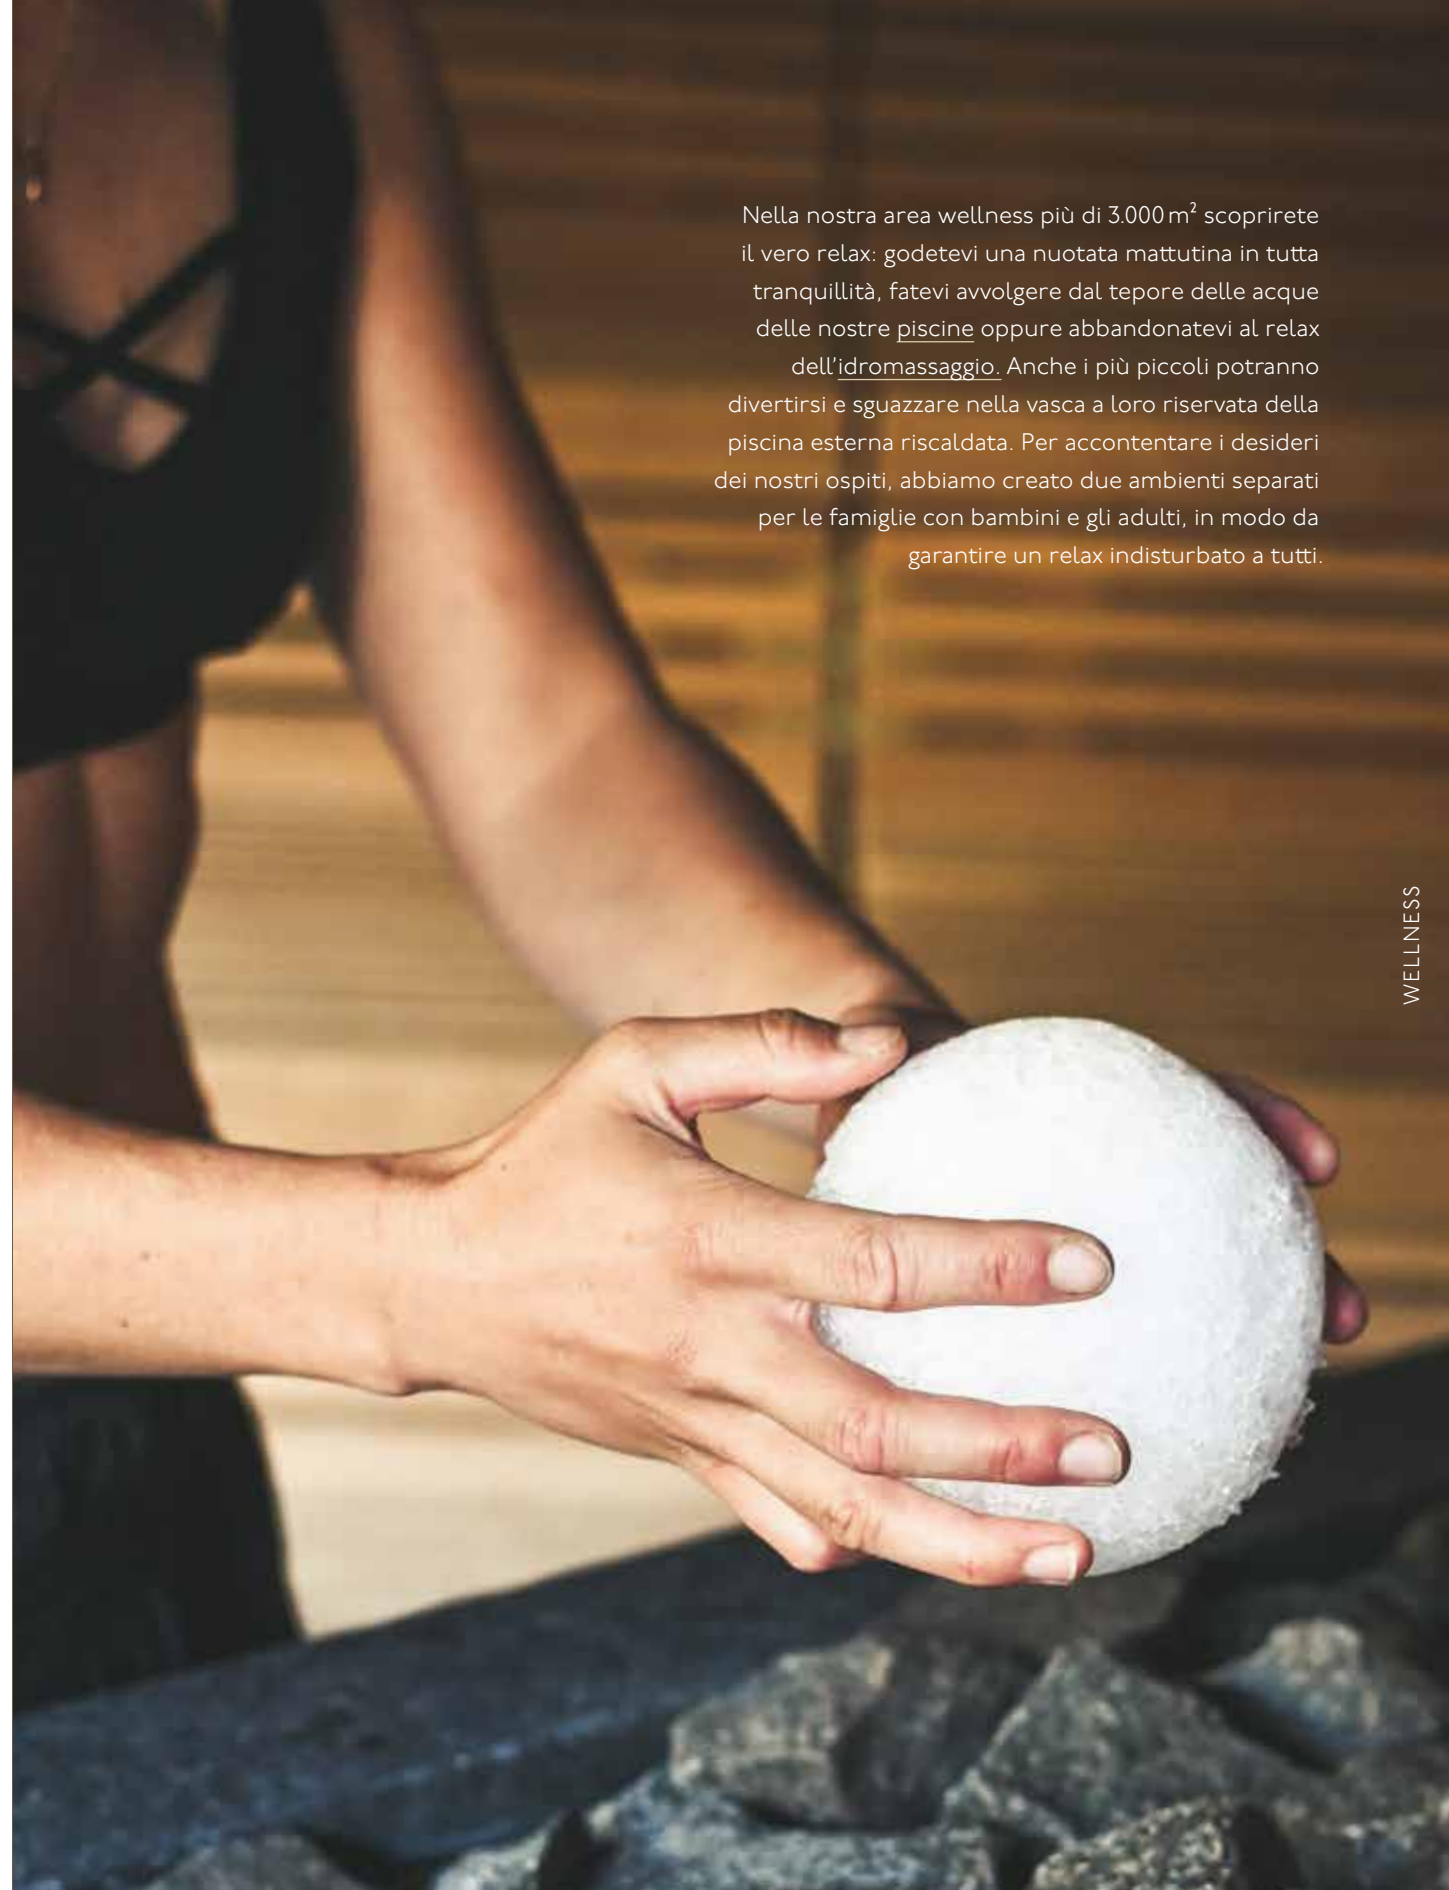 Nella nostra area wellness più di 3.000 m² scoprirete
il vero relax: godetevi una nuotata mattutina in tutta
tranquillità, fatevi avvolgere dal tepore delle acque
delle nostre piscine oppure abbandonatevi al relax
dell’idromassaggio. Anche i più piccoli potranno
divertirsi e sguazzare nella vasca a loro riservata della
piscina esterna riscaldata. Per accontentare i desideri
dei nostri ospiti, abbiamo creato due ambienti separati
per le famiglie con bambini e gli adulti, in modo da
garantire un relax indisturbato a tutti.
WELLNESS